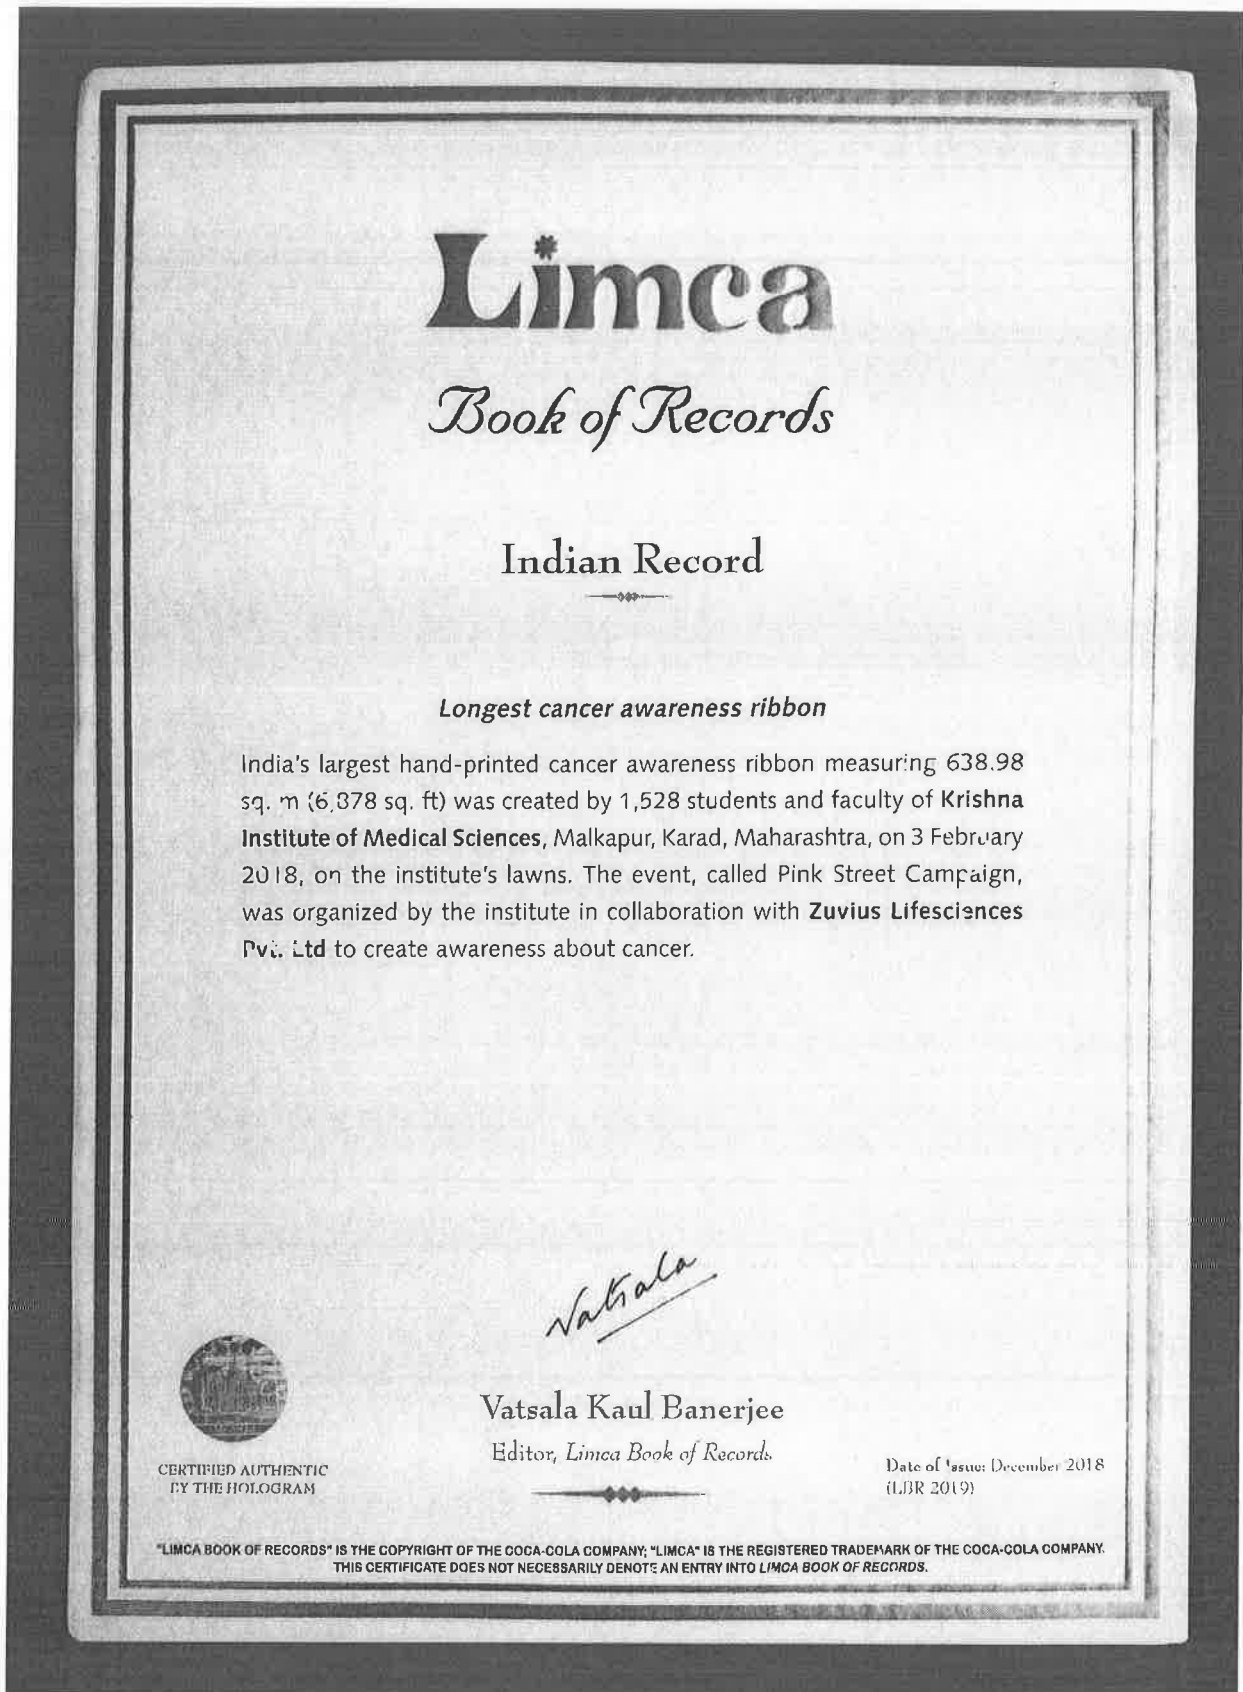 Limca
Book of Records
Indian Record
Longest cancer awareness ribbon
India's largest hand-printed cancer awareness ribbon measuring 638.98
sq. m (6,878 sq. ft) was created by 1,528 students and faculty of Krishna
Institute of Medical Sciences, Malkapur, Karad, Maharashtra, on 3 February
2018, on the institute's lawns. The event, called Pink Street Campaign,
was organized by the institute in collaboration with Zuvius Lifesciences
Pvt. Ltd to create awareness about cancer.
Vatsala
Vatsala Kaul Banerjee
Editor, Limca Book of Records
CERTIFIED AUTHENTIC
BY THE HOLOGRAM
Date of Issue: December 2018
(LBR 2019)
"LIMCA BOOK OF RECORDS" IS THE COPYRIGHT OF THE COCA-COLA COMPANY; "LIMCA" IS THE REGISTERED TRADEMARK OF THE COCA-COLA COMPANY.
THIS CERTIFICATE DOES NOT NECESSARILY DENOTE AN ENTRY INTO LIMCA BOOK OF RECORDS.